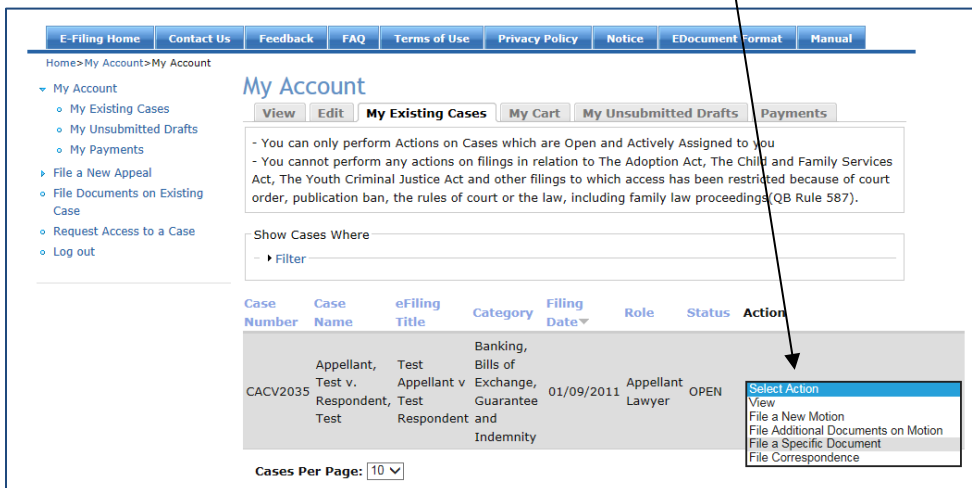 E-Filing Home Contact Us Feedback FAQ Terms of Use Privacy Policy Notice EDocument Format Manual
Home>My Account>My Account
My Account
My Existing Cases
My Unsubmitted Drafts
My Payments
File a New Appeal
File Documents on Existing
Case
Request Access to a Case
Log out
My Account
View Edit My Existing Cases My Cart My Unsubmitted Drafts Payments
- You can only perform Actions on Cases which are Open and Actively Assigned to you
- You cannot perform any actions on filings in relation to The Adoption Act, The Child and Family Services
Act, The Youth Criminal Justice Act and other filings to which access has been restricted because of court
order, publication ban, the rules of court or the law, including family law proceedings(QB Rule 587).
Show Cases Where
Filter
Case Number Case Name eFiling Title Category Filing Date Role Status Action
CACV2035
Appellant,
Test v.
Respondent,
Test
Test
Appellant v
Test
Respondent
Banking,
Bills of
Exchange,
Guarantee
and
Indemnity
01/09/2011
Appellant
Lawyer
OPEN
Select Action
View
File a New Motion
File Additional Documents on Motion
File a Specific Document
File Correspondence
Cases Per Page: 10